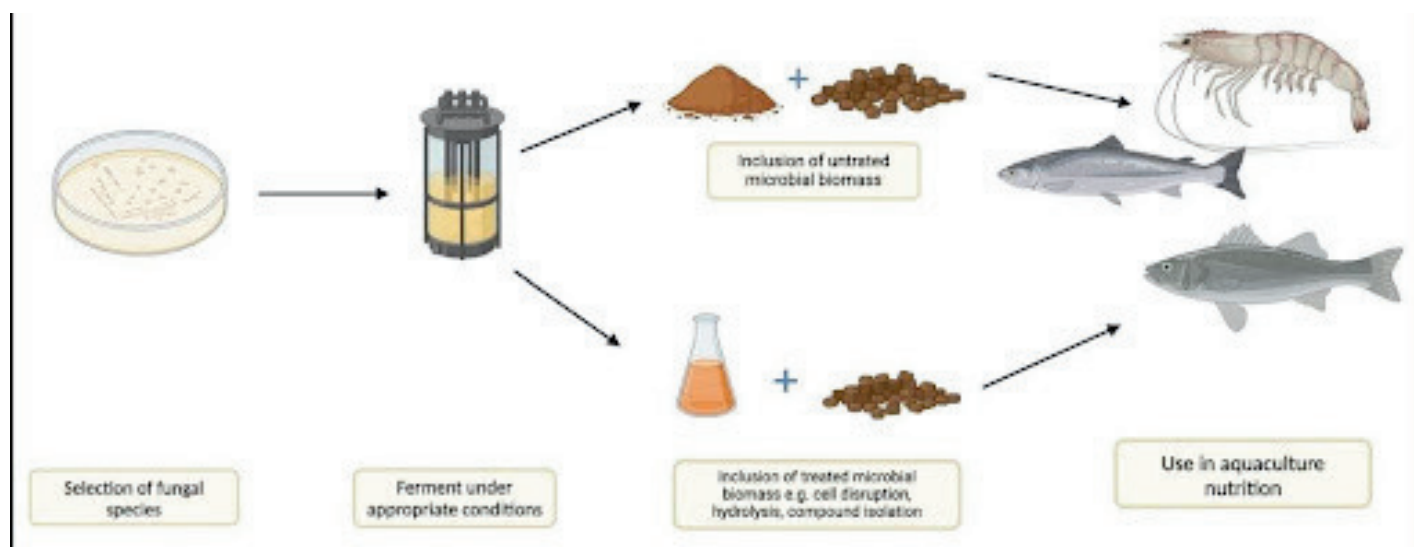 Inclusion of untreated
microbial biomass
Selection of fungal
species
Ferment under
appropriate conditions
Inclusion of treated microbial
biomass e.g. cell disruption,
hydrolysis, compound isolation
Use in aquaculture
nutrition